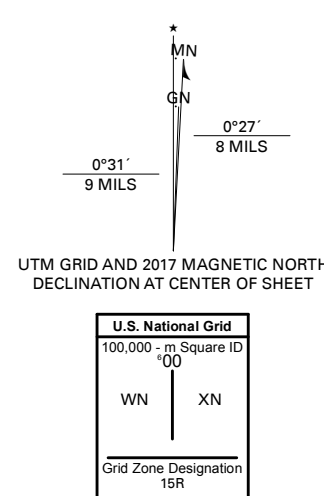 ★
MN
GN
0°27´
8 MILS
0°31´
9 MILS
UTM GRID AND 2017 MAGNETIC NORTH
DECLINATION AT CENTER OF SHEET
U.S. National Grid
100,000 - m Square ID
⁶00
WN XN
Grid Zone Designation
15R